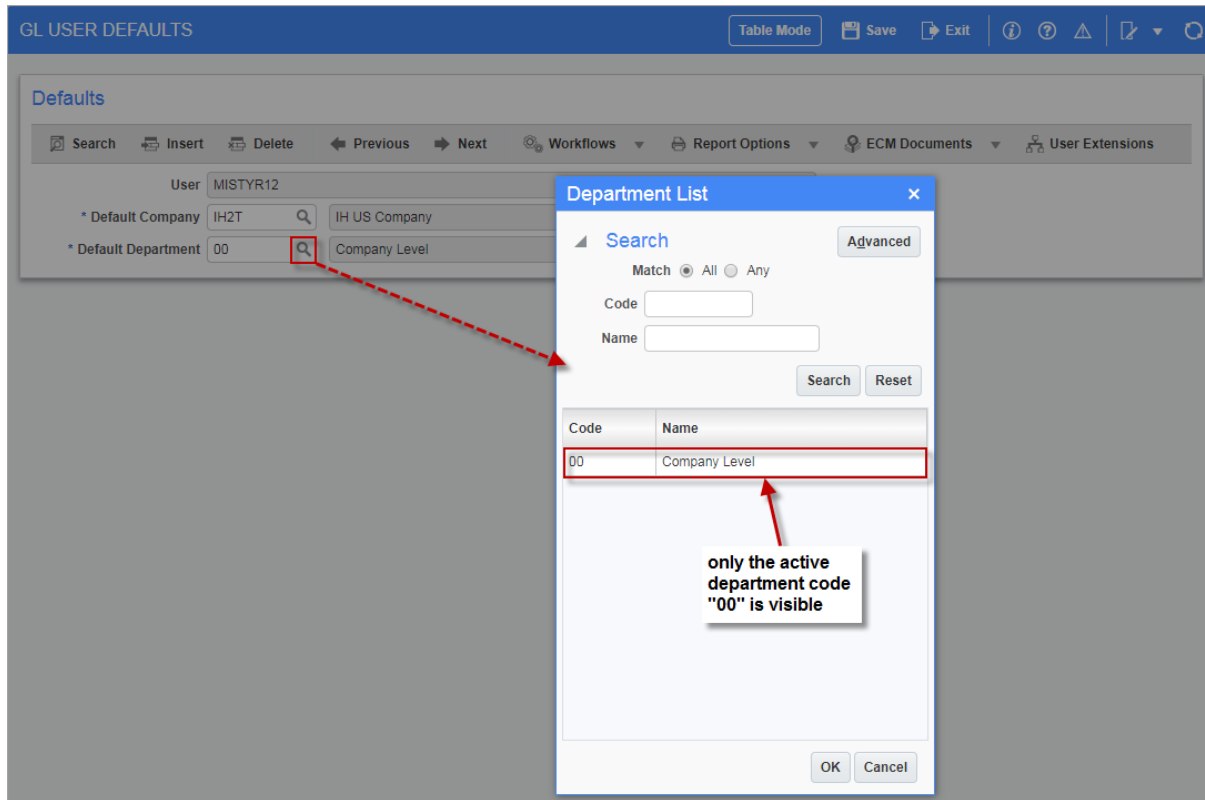 GL USER DEFAULTS
Table Mode Save Exit
Defaults
Search Insert Delete Previous Next Workflows Report Options ECM Documents User Extensions
User MISTYR12
* Default Company IH2T IH US Company
* Default Department 00 Company Level
Department List
Search Advanced
Match All Any
Code
Name
Search Reset
Code Name
00 Company Level
only the active
department code
"00" is visible
OK Cancel